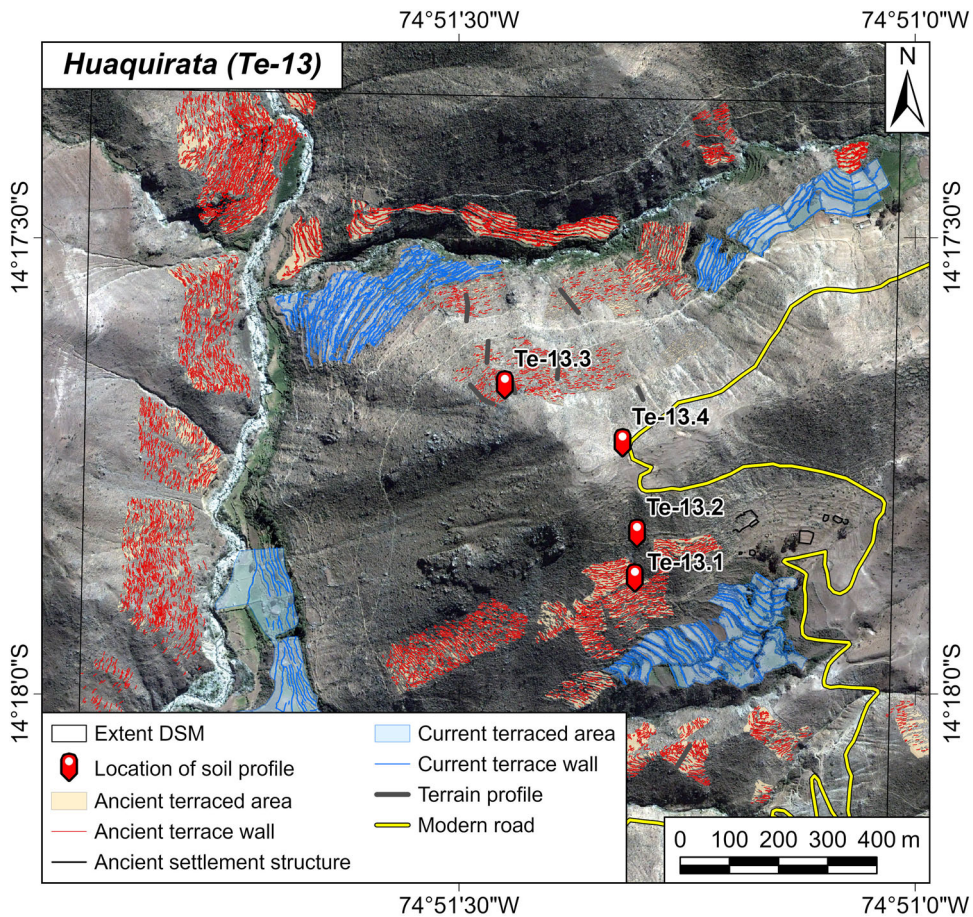 74°51'30"W
74°51'0"W
Huaquirata (Te-13)
N
14°17'30"S
14°17'30"S
Te-13.3
Te-13.4
Te-13.2
Te-13.1
14°18'0"S
14°18'0"S
Extent DSM
Location of soil profile
Ancient terraced area
Ancient terrace wall
Ancient settlement structure
Current terraced area
Current terrace wall
Terrain profile
Modern road
0 100 200 300 400 m
74°51'30"W
74°51'0"W